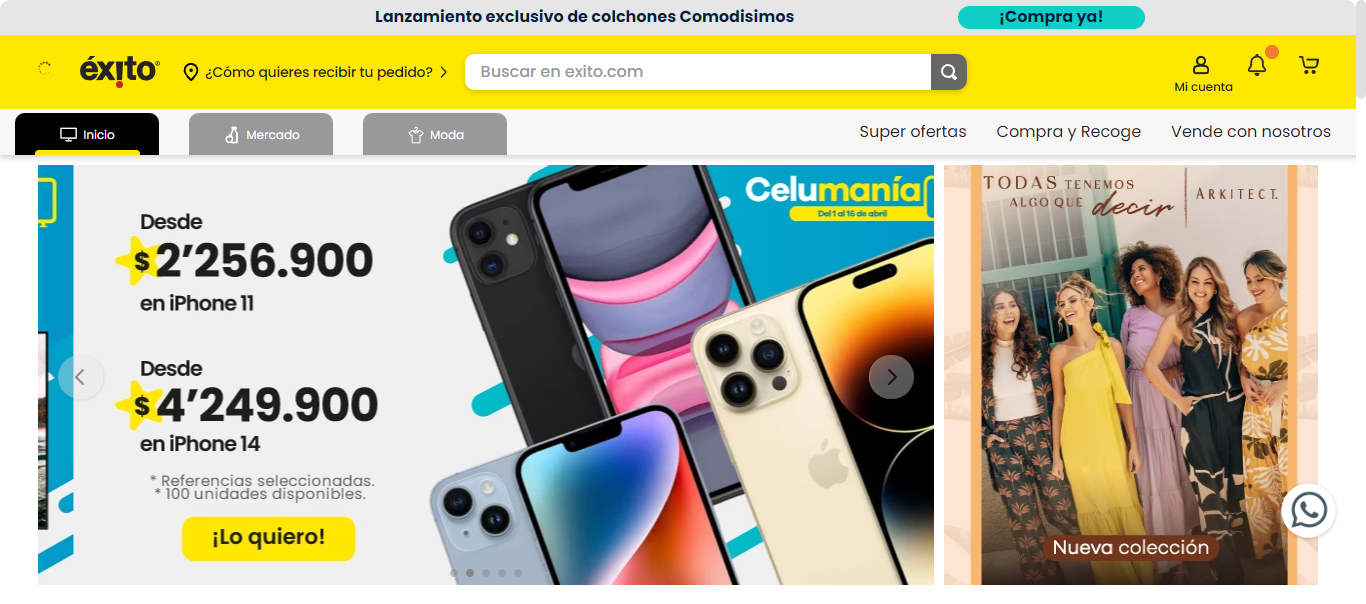 Lanzamiento exclusivo de colchones Comodisimos
¡Compra ya!
éxito
¿Cómo quieres recibir tu pedido?
Buscar en exito.com
Mi cuenta
Inicio
Mercado
Moda
Super ofertas
Compra y Recoge
Vende con nosotros
Desde
$2'256.900
en iPhone 11
Desde
$4'249.900
en iPhone 14
* Referencias seleccionadas.
* 100 unidades disponibles.
¡Lo quiero!
Celumanía
Del 1 al 16 de abril
TODAS TENEMOS
ALGO QUE decir
ARKITECT.
Nueva colección